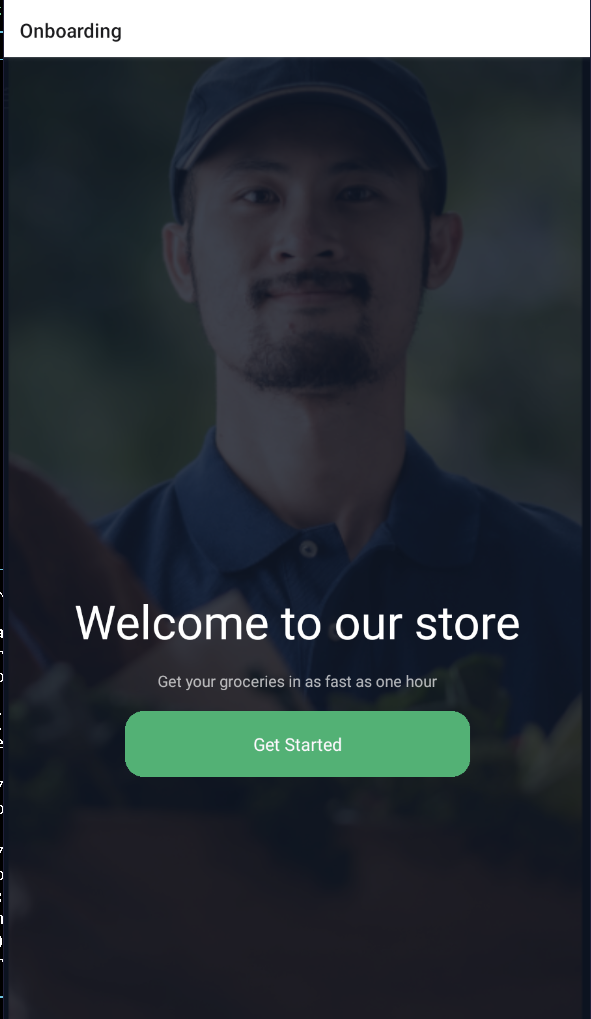 Onboarding
Welcome to our store
Get your groceries in as fast as one hour
Get Started